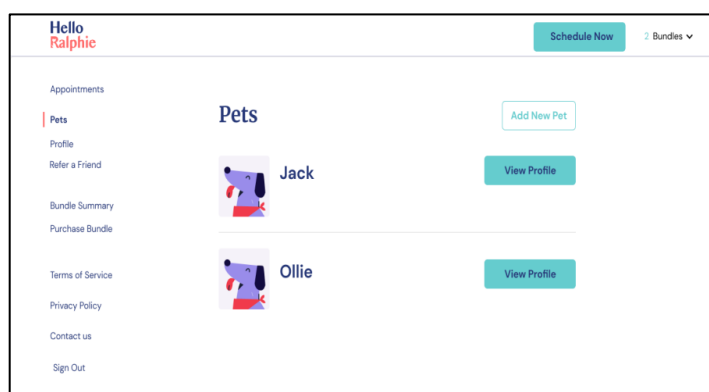 Hello
Ralphie
Schedule Now
2 Bundles
Appointments
Pets
Profile
Refer a Friend
Bundle Summary
Purchase Bundle
Terms of Service
Privacy Policy
Contact us
Sign Out
Pets
Add New Pet
Jack
View Profile
Ollie
View Profile